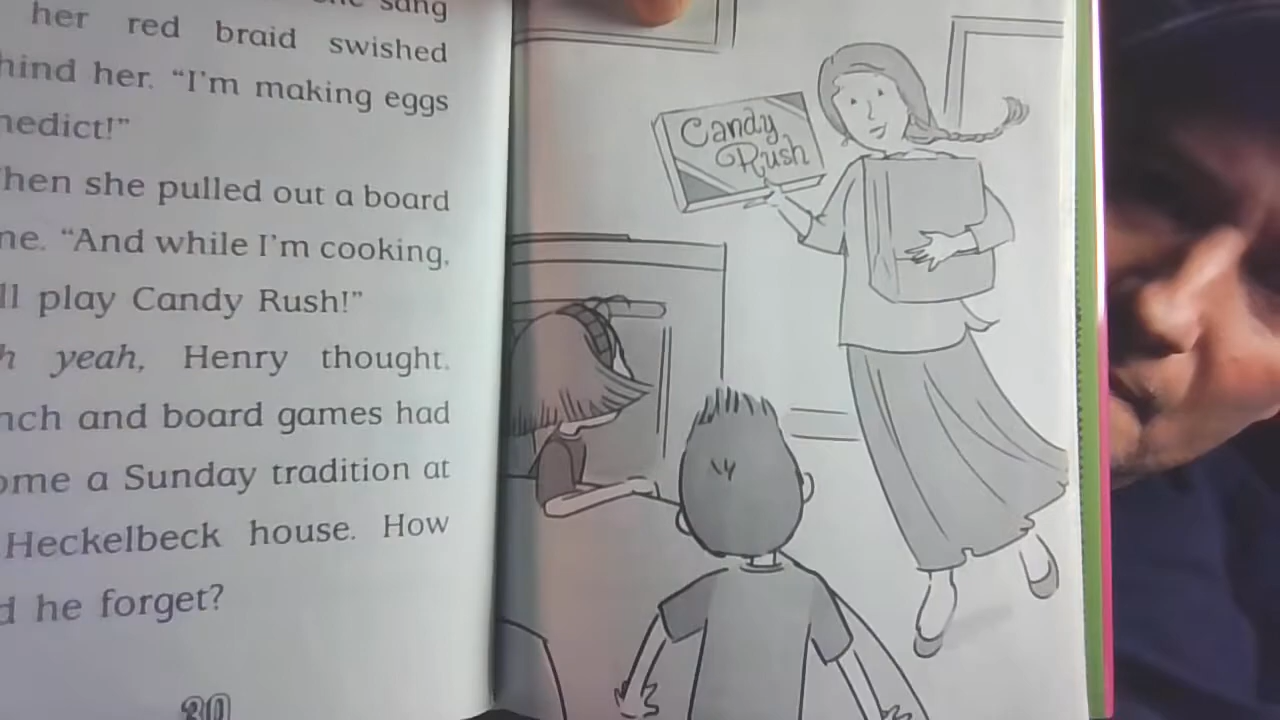 sang
her red braid swished
hind her. "I'm making eggs
nedict!"
hen she pulled out a board
me. "And while I'm cooking,
ll play Candy Rush!"
h yeah, Henry thought.
nch and board games had
ome a Sunday tradition at
Heckelbeck house. How
d he forget?
30
Candy
Rush